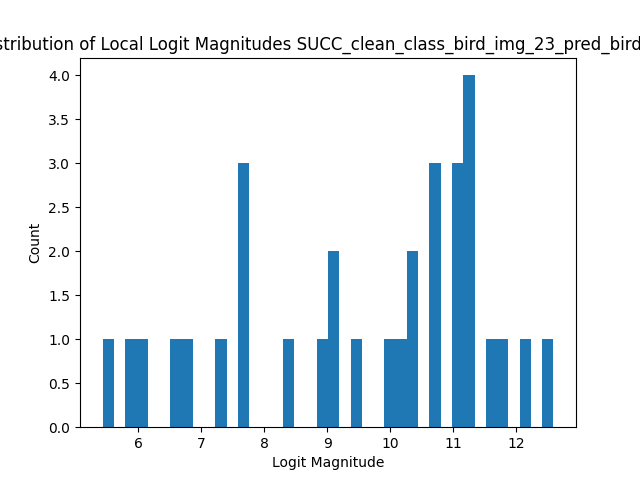 stribution of Local Logit Magnitudes SUCC_clean_class_bird_img_23_pred_bird
4.0
3.5
3.0
2.5
2.0
1.5
1.0
0.5
0.0
Count
6 7 8 9 10 11 12
Logit Magnitude